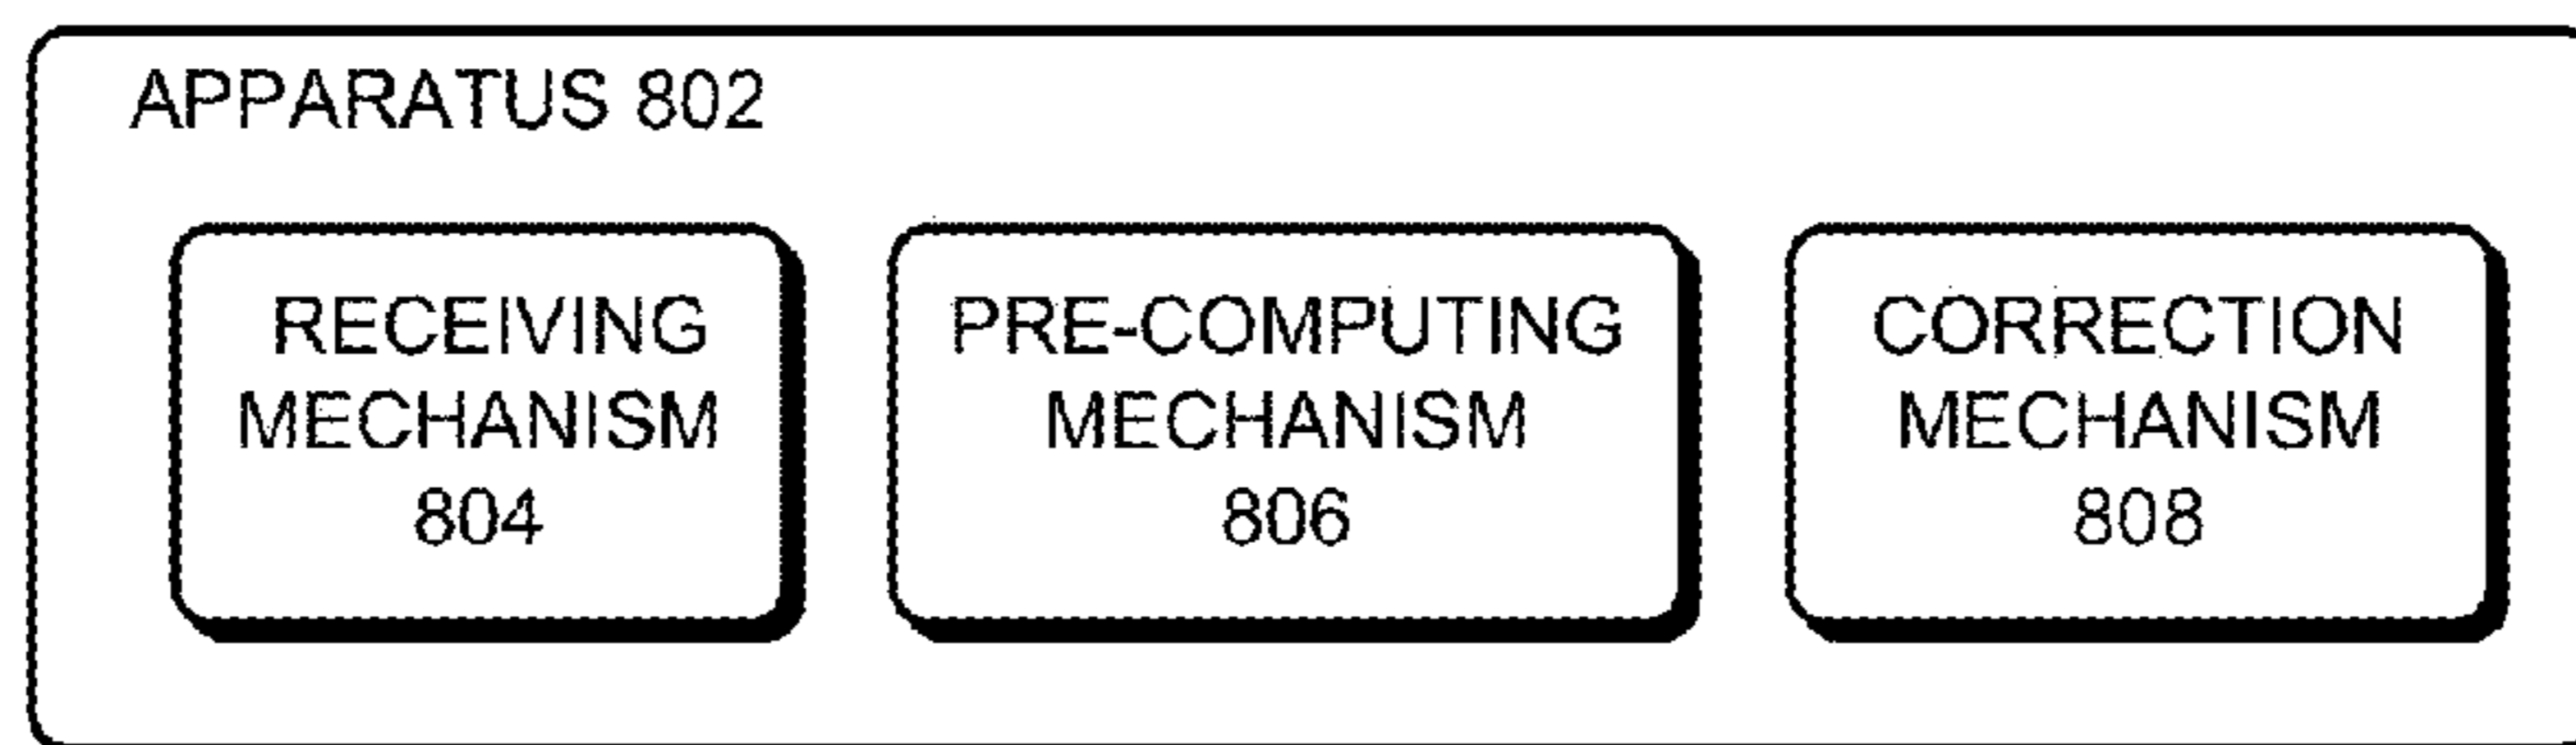 APPARATUS 802
RECEIVING
MECHANISM
804
PRE-COMPUTING
MECHANISM
806
CORRECTION
MECHANISM
808